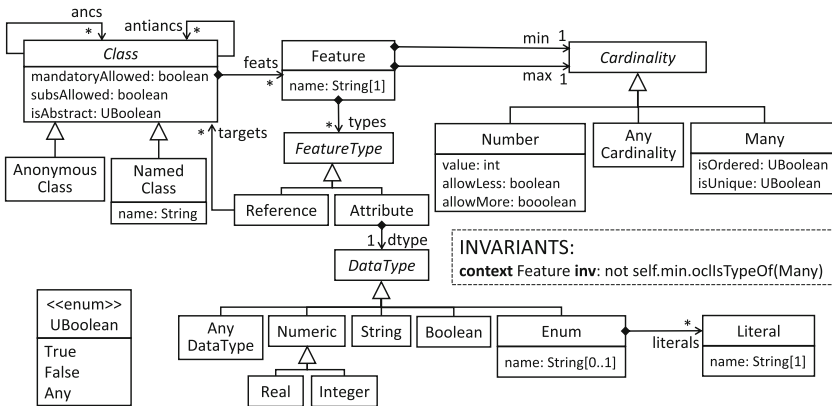 ancs
antiancs
*
*
Class
mandatoryAllowed: boolean
subsAllowed: boolean
isAbstract: UBoolean
feats
*
Feature
name: String[1]
min 1
max 1
Cardinality
* targets
* types
FeatureType
Anonymous
Class
Named
Class
name: String
Reference
Attribute
Number
value: int
allowLess: boolean
allowMore: booolean
Any
Cardinality
Many
isOrdered: UBoolean
isUnique: UBoolean
1 dtype
DataType
INVARIANTS:
context Feature inv: not self.min.oclIsTypeOf(Many)
<<enum>>
UBoolean
True
False
Any
Any
DataType
Numeric
String
Boolean
Enum
name: String[0..1]
*
literals
Literal
name: String[1]
Real
Integer